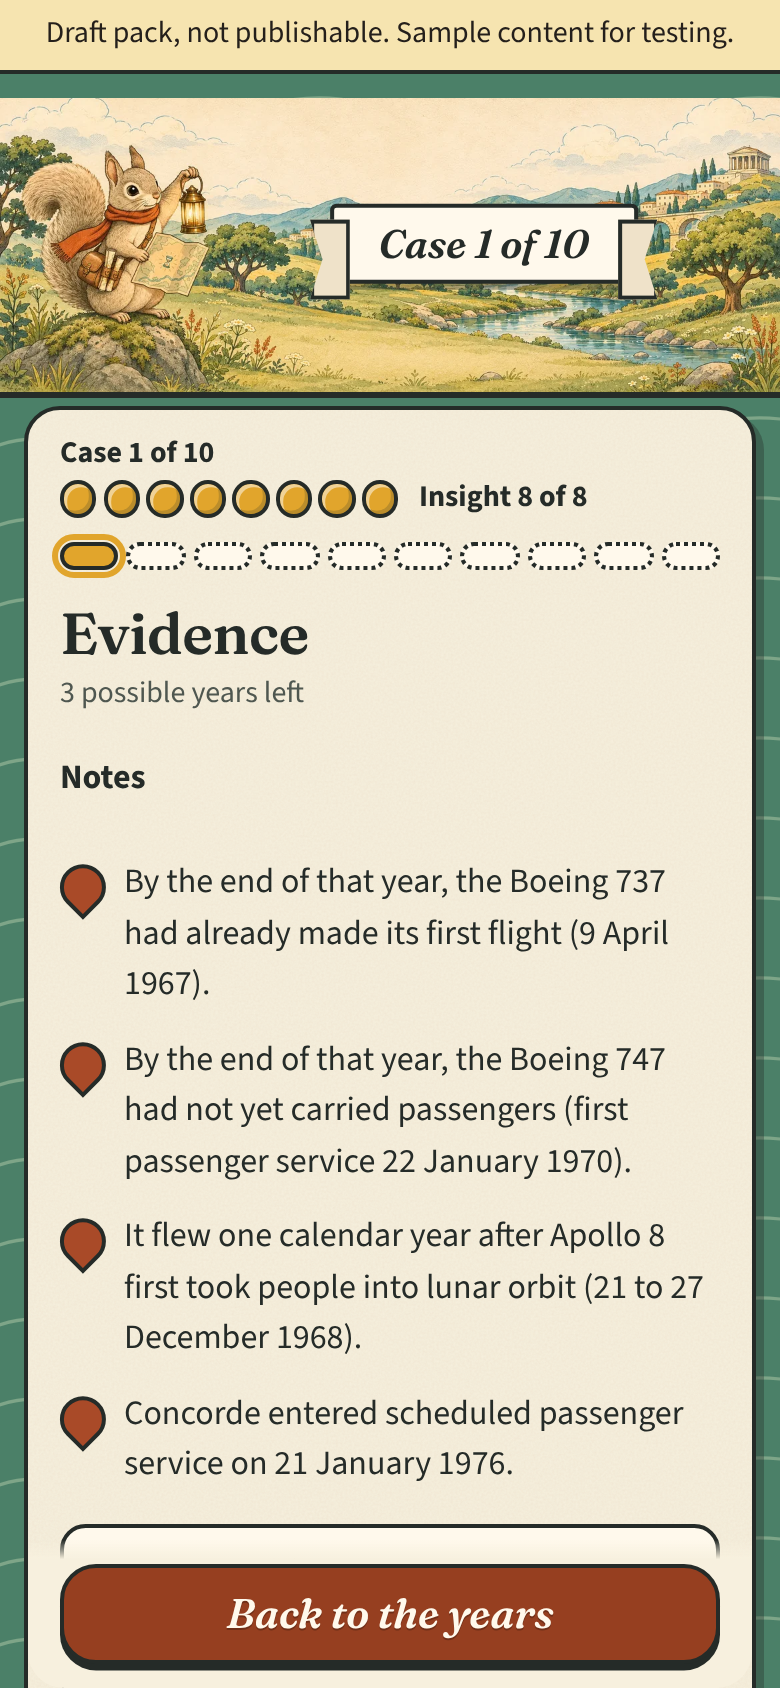 Draft pack, not publishable. Sample content for testing.
Case 1 of 10
Case 1 of 10
Insight 8 of 8
Evidence
3 possible years left
Notes
By the end of that year, the Boeing 737
had already made its first flight (9 April
1967).
By the end of that year, the Boeing 747
had not yet carried passengers (first
passenger service 22 January 1970).
It flew one calendar year after Apollo 8
first took people into lunar orbit (21 to 27
December 1968).
Concorde entered scheduled passenger
service on 21 January 1976.
Back to the years